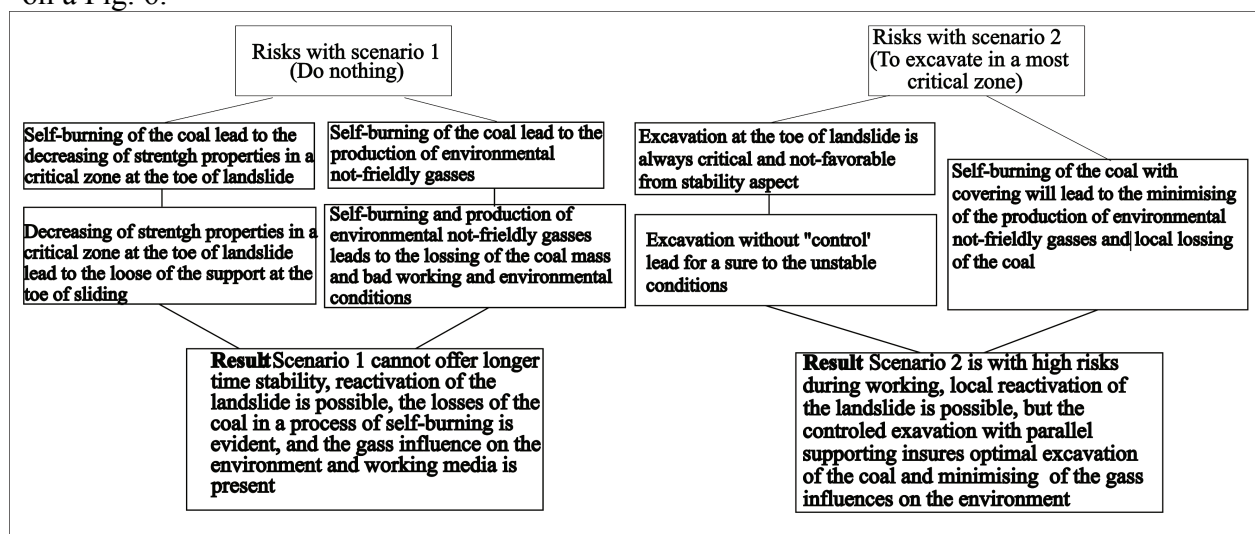 on a Fig. 6.
Risks with scenario 1
(Do nothing)
Self-burning of the coal lead to the
decreasing of strentgh properties in a
critical zone at the toe of landslide
Self-burning of the coal lead to the
production of environmental
not-frieldly gasses
Decreasing of strentgh properties in a
critical zone at the toe of landslide
lead to the loose of the support at the
toe of sliding
Self-burning and production of
environmental not-frieldly gasses
leads to the lossing of the coal mass
and bad working and environmental
conditions
Result Scenario 1 cannot offer longer
time stability, reactivation of the
landslide is possible, the losses of the
coal in a process of self-burning is
evident, and the gass influence on the
environment and working media is
present
Risks with scenario 2
(To excavate in a most
critical zone)
Excavation at the toe of landslide is
always critical and not-favorable
from stability aspect
Excavation without "control'
lead for a sure to the unstable
conditions
Self-burning of the coal with
covering will lead to the minimising
of the production of environmental
not-frieldly gasses and local lossing
of the coal
Result Scenario 2 is with high risks
during working, local reactivation of
the landslide is possible, but the
controled exavation with parallel
supporting insures optimal excavation
of the coal and minimising of the gass
influences on the environment